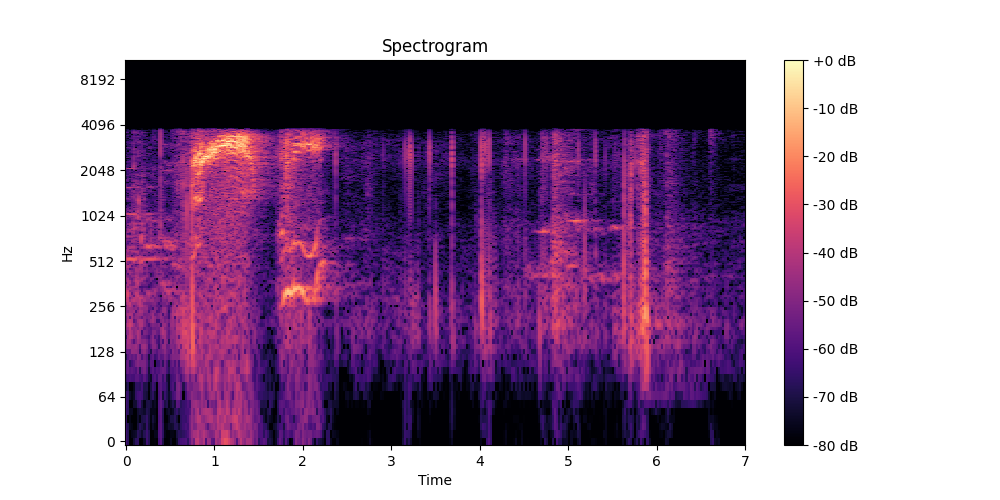 Spectrogram
8192
4096
2048
1024
512
256
128
64
0
Hz
0 1 2 3 4 5 6 7
Time
+0 dB
-10 dB
-20 dB
-30 dB
-40 dB
-50 dB
-60 dB
-70 dB
-80 dB